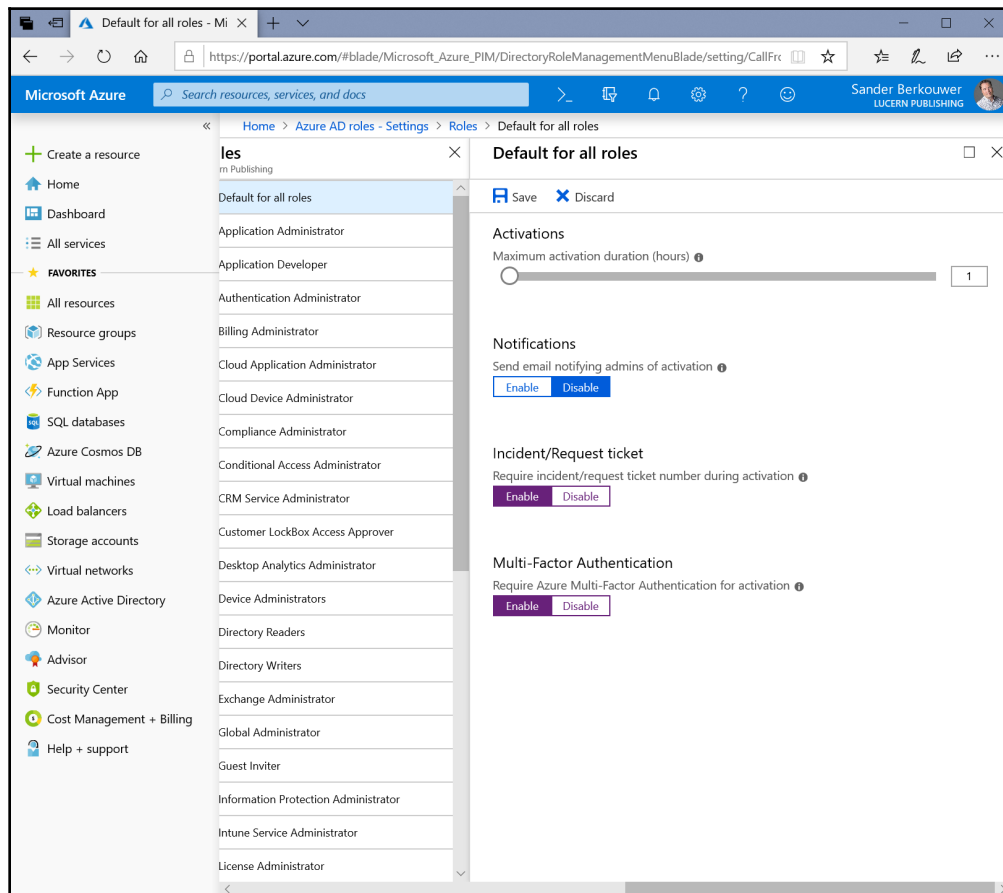 Default for all roles - Mi
https://portal.azure.com/#blade/Microsoft_Azure_PIM/DirectoryRoleManagementMenuBlade/setting/CallFrc
Microsoft Azure
Search resources, services, and docs
Sander Berkouwer
LUCERN PUBLISHING
Home > Azure AD roles - Settings > Roles > Default for all roles
Create a resource
Home
Dashboard
All services
FAVORITES
All resources
Resource groups
App Services
Function App
SQL databases
Azure Cosmos DB
Virtual machines
Load balancers
Storage accounts
Virtual networks
Azure Active Directory
Monitor
Advisor
Security Center
Cost Management + Billing
Help + support
les
rn Publishing
Default for all roles
Application Administrator
Application Developer
Authentication Administrator
Billing Administrator
Cloud Application Administrator
Cloud Device Administrator
Compliance Administrator
Conditional Access Administrator
CRM Service Administrator
Customer LockBox Access Approver
Desktop Analytics Administrator
Device Administrators
Directory Readers
Directory Writers
Exchange Administrator
Global Administrator
Guest Inviter
Information Protection Administrator
Intune Service Administrator
License Administrator
Default for all roles
Save Discard
Activations
Maximum activation duration (hours)
1
Notifications
Send email notifying admins of activation
Enable Disable
Incident/Request ticket
Require incident/request ticket number during activation
Enable Disable
Multi-Factor Authentication
Require Azure Multi-Factor Authentication for activation
Enable Disable